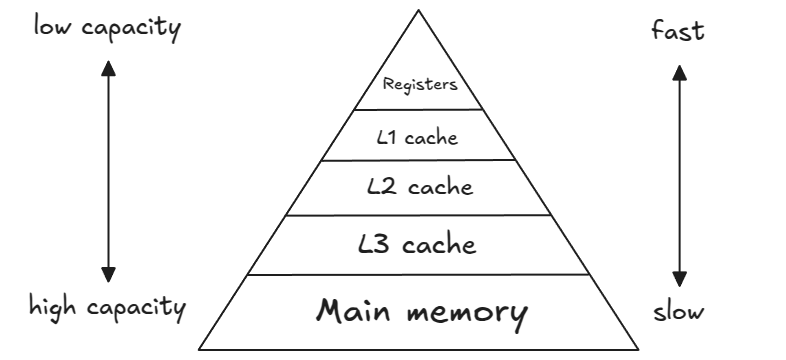 low capacity
fast
Registers
L1 cache
L2 cache
L3 cache
high capacity
Main memory
slow